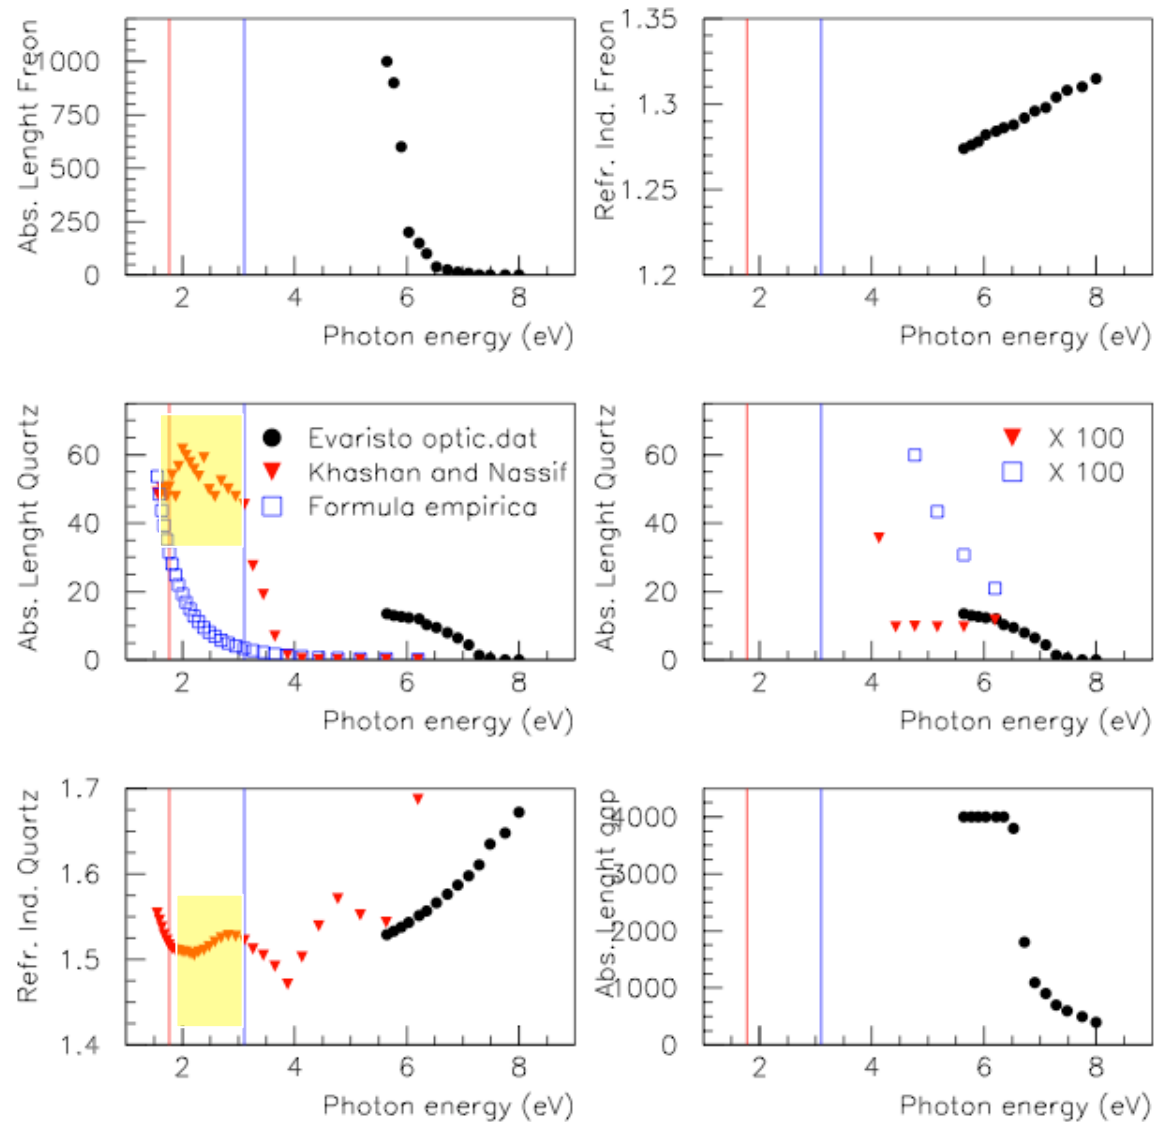 Abs. Lenght Freon
1000
750
500
250
0
2 4 6 8
Photon energy (eV)
Refr. Ind. Freon
1.35
1.3
1.25
1.2
2 4 6 8
Photon energy (eV)
Abs. Lenght Quartz
60
40
20
0
Evaristo optic.dat
Khashan and Nassif
Formula empirica
2 4 6 8
Photon energy (eV)
Abs. Lenght Quartz
60
40
20
0
X 100
X 100
2 4 6 8
Photon energy (eV)
Refr. Ind. Quartz
1.7
1.6
1.5
1.4
2 4 6 8
Photon energy (eV)
Abs. Lenght gap
4000
3000
2000
1000
0
2 4 6 8
Photon energy (eV)